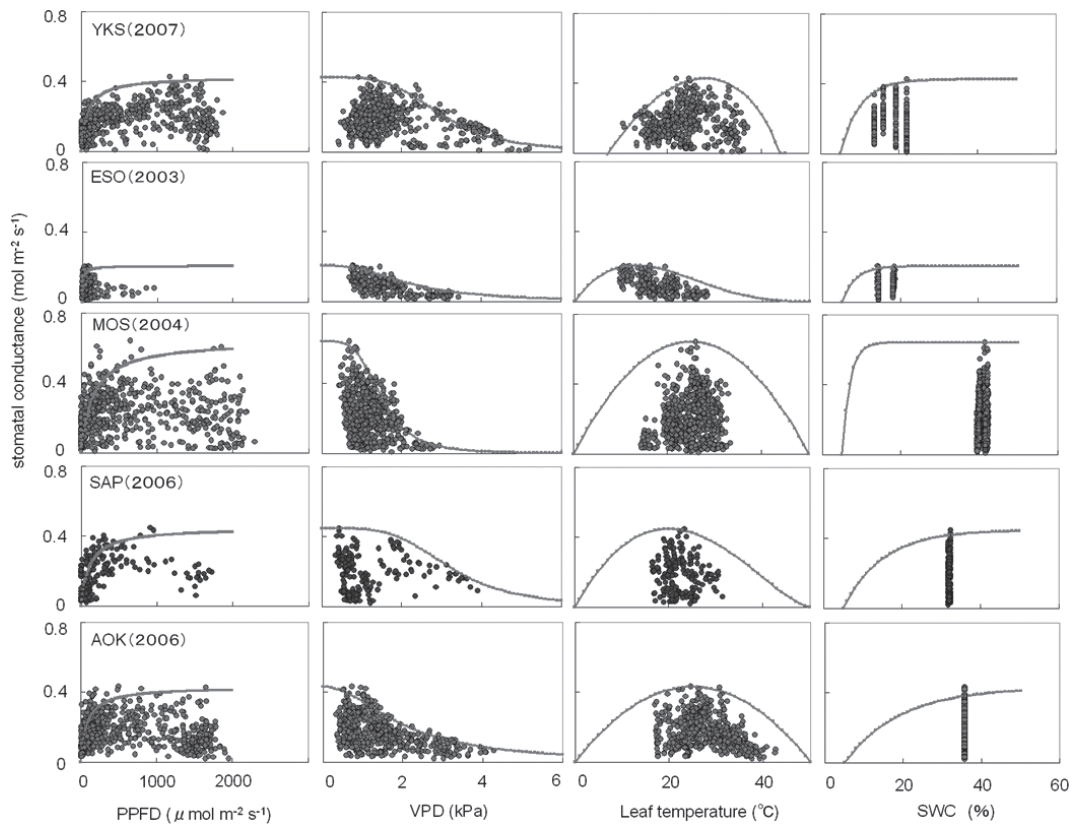 stomatal conductance (mol m⁻² s⁻¹)
0.8
YKS(2007)
0.4
0
0.8
ESO(2003)
0.4
0
0.8
MOS(2004)
0.4
0
0.8
SAP(2006)
0.4
0
0.8
AOK(2006)
0.4
0
0 1000 2000 0 2 4 6 0 20 40 0 20 40 60
PPFD (μ mol m⁻² s⁻¹) VPD (kPa) Leaf temperature (℃) SWC (%)